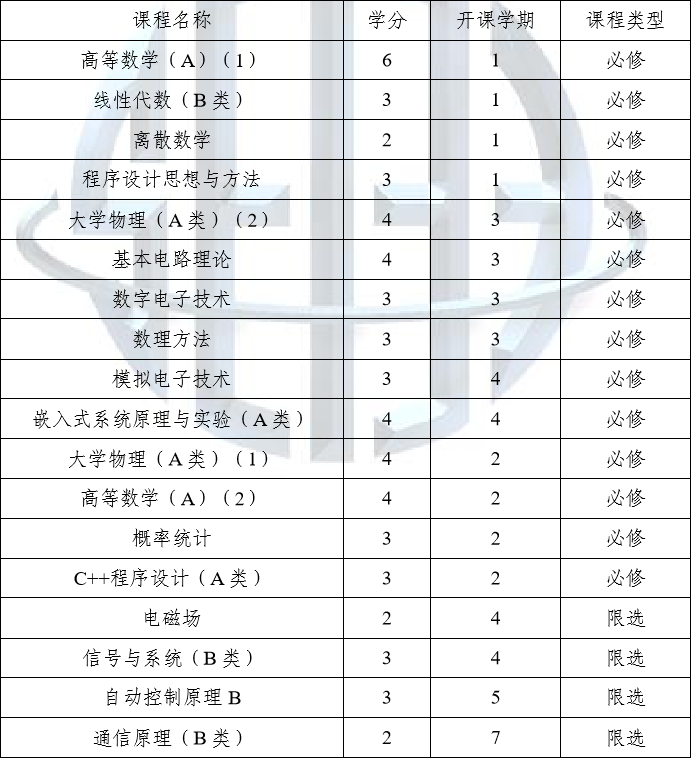 课程名称 学分 开课学期 课程类型
高等数学（A）（1） 6 1 必修
线性代数（B 类） 3 1 必修
离散数学 2 1 必修
程序设计思想与方法 3 1 必修
大学物理（A 类）（2） 4 3 必修
基本电路理论 4 3 必修
数字电子技术 3 3 必修
数理方法 3 3 必修
模拟电子技术 3 4 必修
嵌入式系统原理与实验（A 类） 4 4 必修
大学物理（A 类）（1） 4 2 必修
高等数学（A）（2） 4 2 必修
概率统计 3 2 必修
C++程序设计（A 类） 3 2 必修
电磁场 2 4 限选
信号与系统（B 类） 3 4 限选
自动控制原理 B 3 5 限选
通信原理（B 类） 2 7 限选